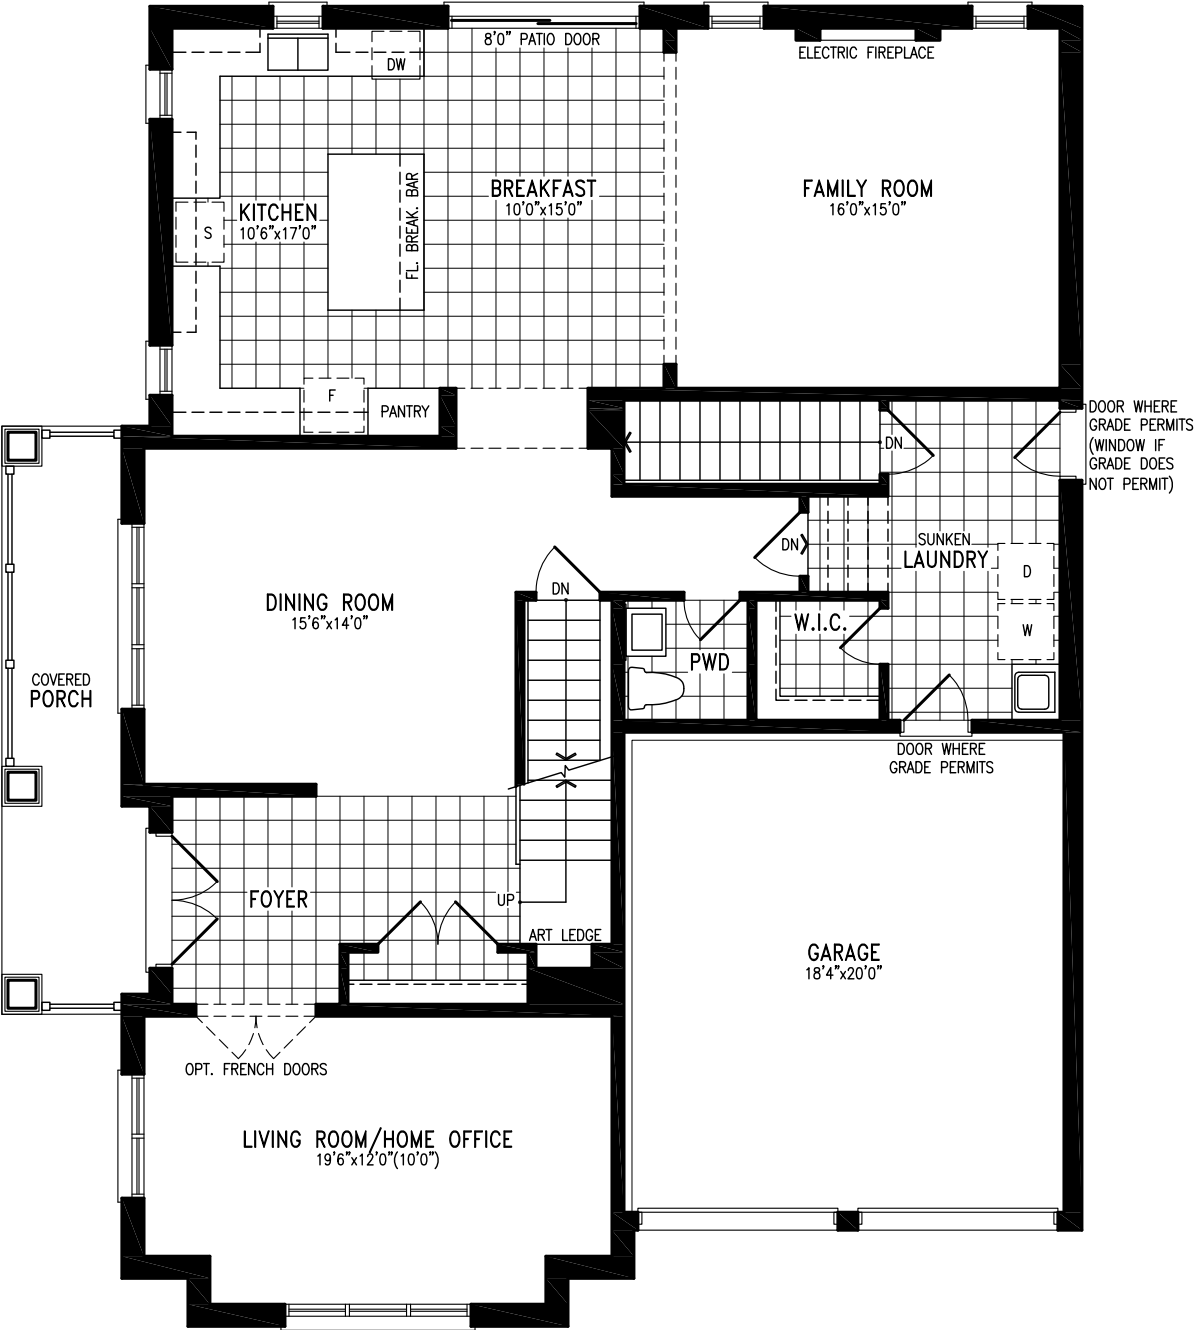 8'0" PATIO DOOR
DW
ELECTRIC FIREPLACE
KITCHEN
10'6"x17'0"
S
FL. BREAK. BAR
BREAKFAST
10'0"x15'0"
FAMILY ROOM
16'0"x15'0"
F
PANTRY
DN
DOOR WHERE
GRADE PERMITS
(WINDOW IF
GRADE DOES
NOT PERMIT)
DN
SUNKEN
LAUNDRY
D
W
DN
DINING ROOM
15'6"x14'0"
W.I.C.
PWD
COVERED
PORCH
DOOR WHERE
GRADE PERMITS
FOYER
UP
ART LEDGE
GARAGE
18'4"x20'0"
OPT. FRENCH DOORS
LIVING ROOM/HOME OFFICE
19'6"x12'0"(10'0")